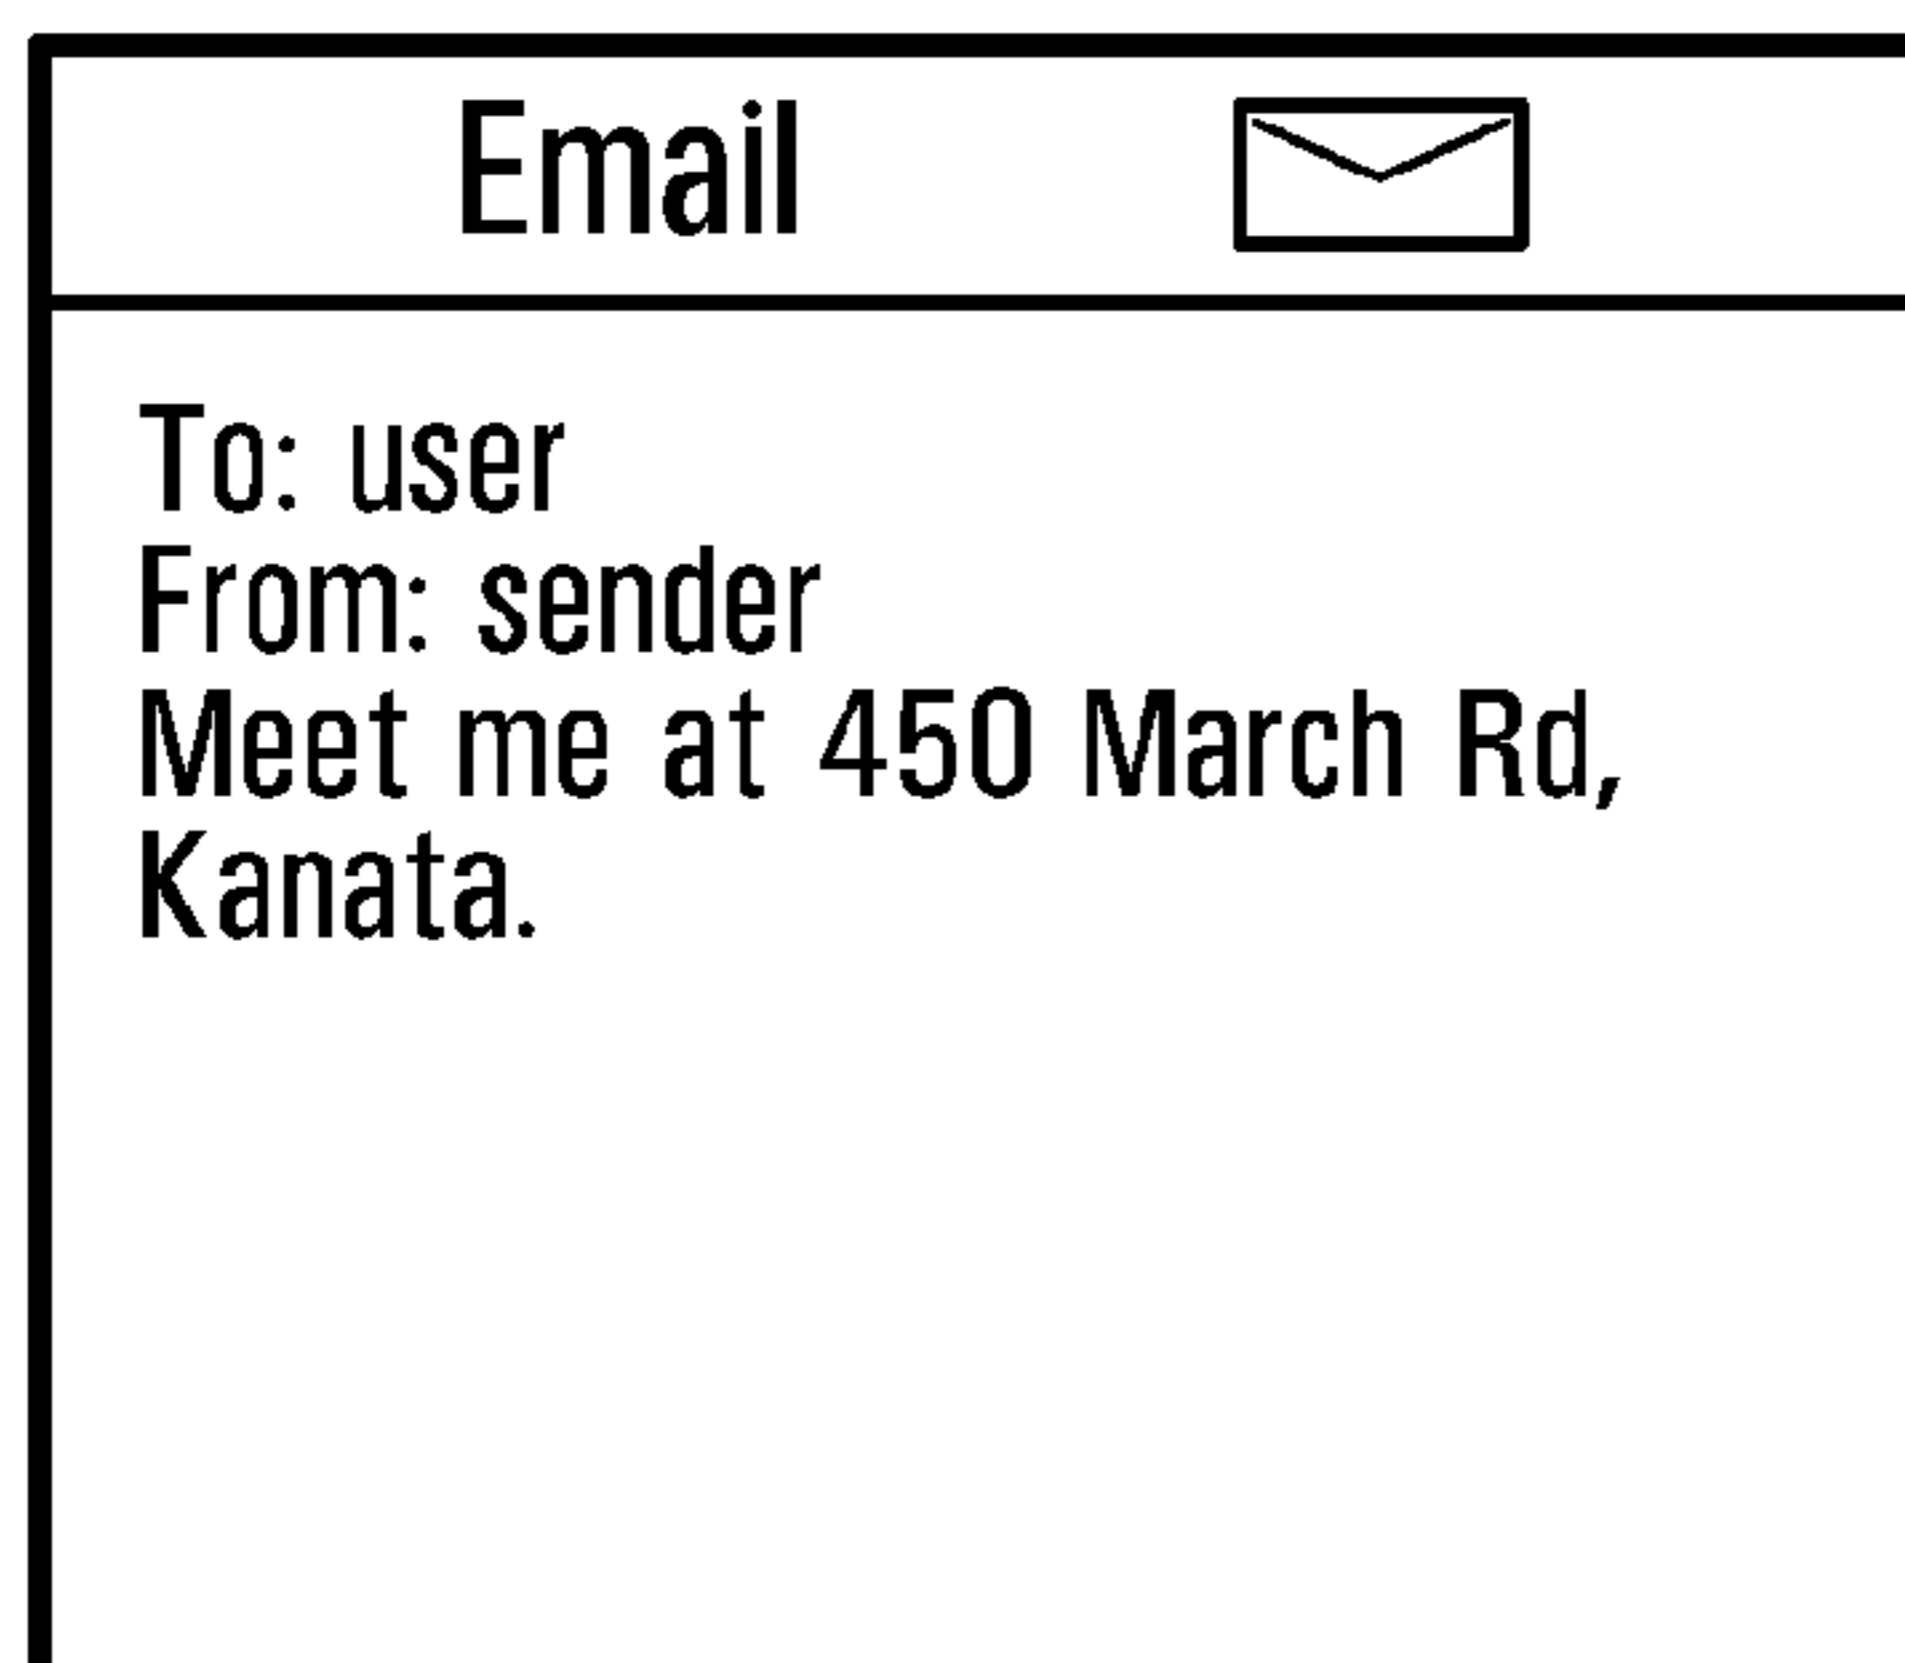 Email
To: user
From: sender
Meet me at 450 March Rd,
Kanata.